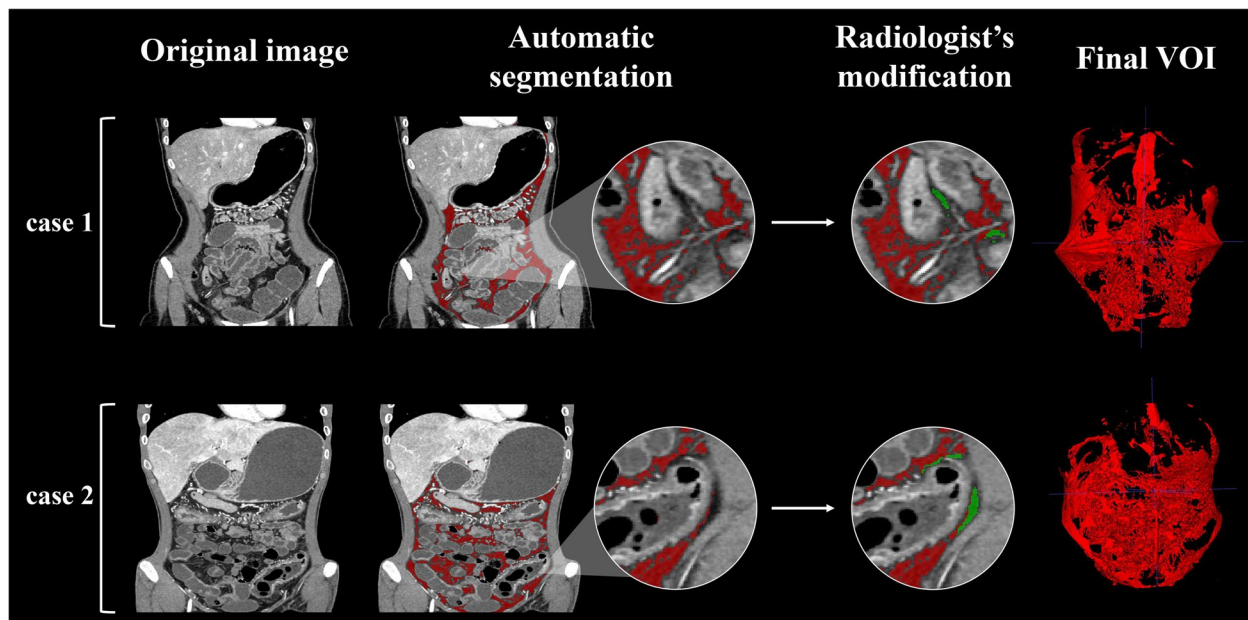 Original image
Automatic
segmentation
Radiologist's
modification
Final VOI
case 1
case 2